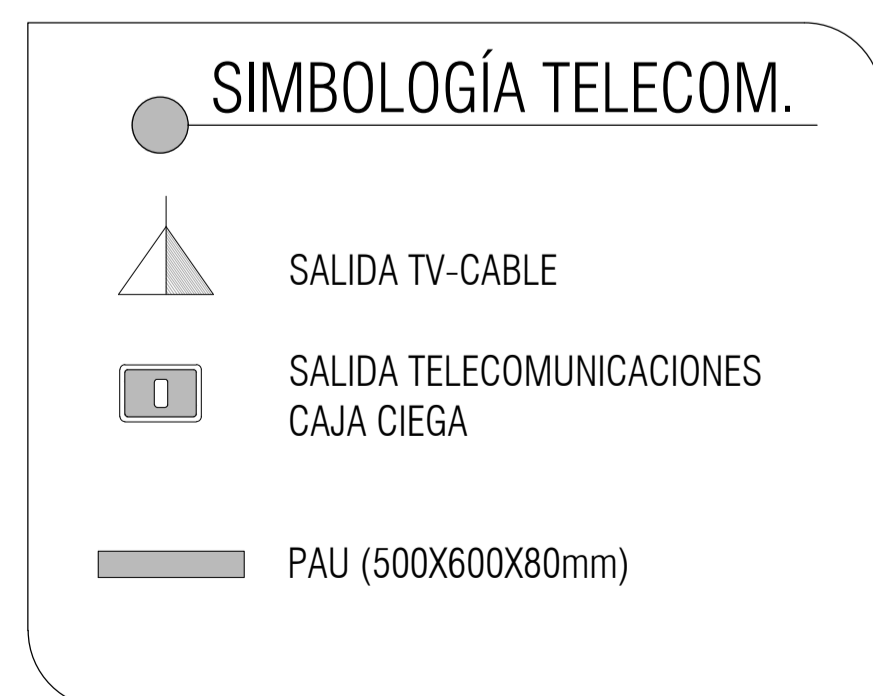 SIMBOLOGÍA TELECOM.
SALIDA TV-CABLE
SALIDA TELECOMUNICACIONES
CAJA CIEGA
PAU (500X600X80mm)